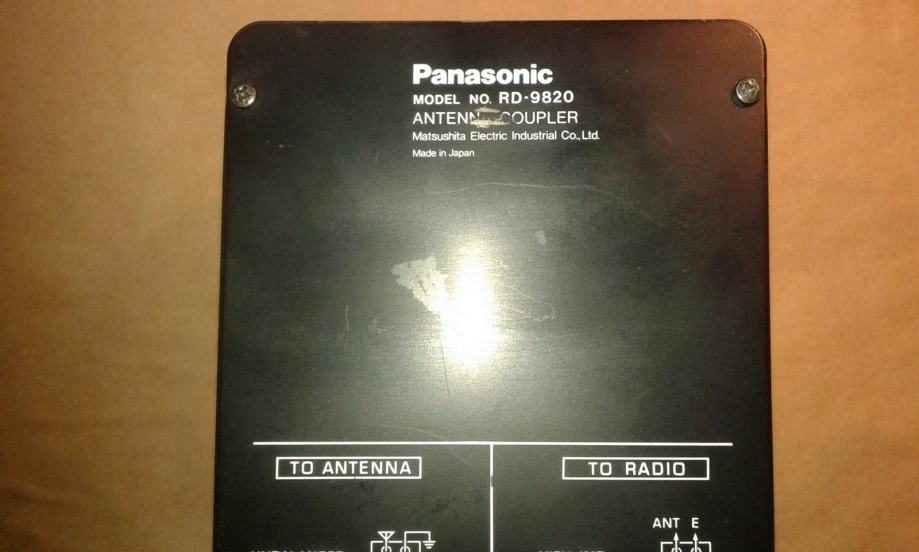 Panasonic
MODEL NO. RD-9820
ANTENN COUPLER
Matsushita Electric Industrial Co., Ltd.
Made in Japan
TO ANTENNA
TO RADIO
ANT E